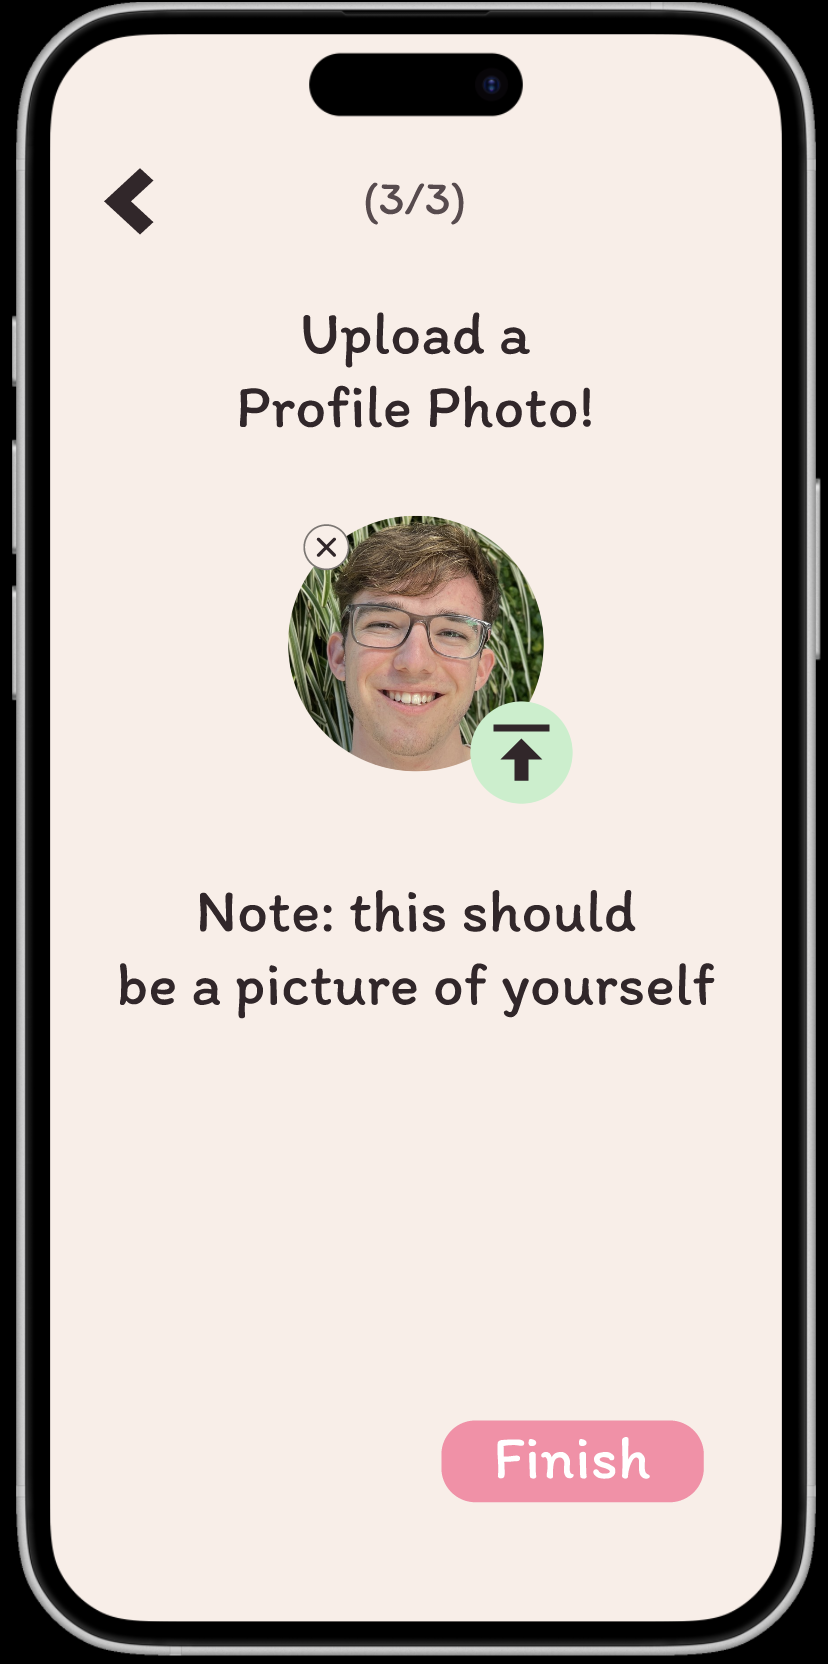 (3/3)
Upload a
Profile Photo!
Note: this should
be a picture of yourself
Finish